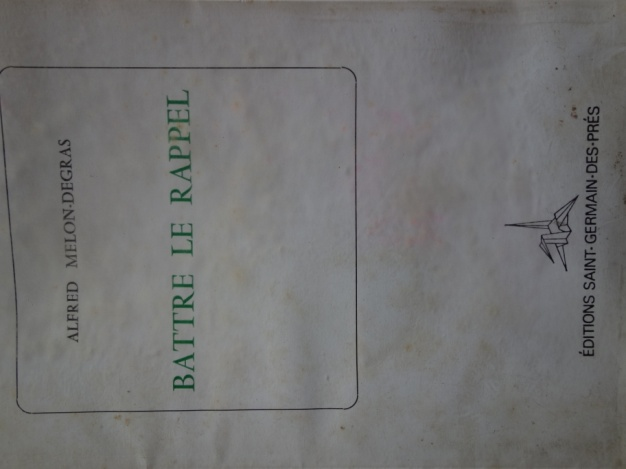 ALFRED MELON-DEGRAS
BATTRE LE RAPPEL
ÉDITIONS SAINT-GERMAIN-DES-PRÉS